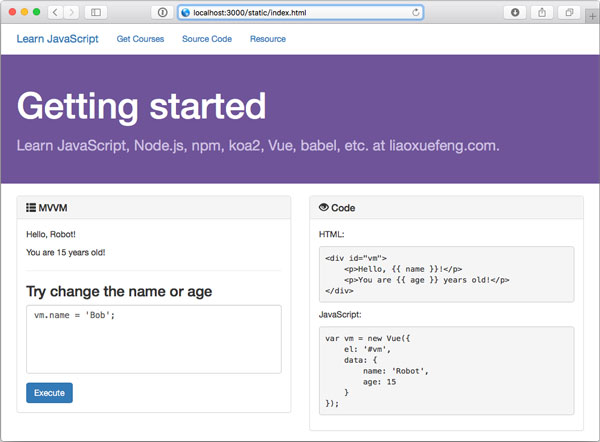 localhost:3000/static/index.html
Learn JavaScript Get Courses Source Code Resource
Getting started
Learn JavaScript, Node.js, npm, koa2, Vue, babel, etc. at liaoxuefeng.com.
MVVM
Hello, Robot!
You are 15 years old!
Try change the name or age
vm.name = 'Bob';
Execute
Code
HTML:
<div id="vm">
    <p>Hello, {{ name }}!</p>
    <p>You are {{ age }} years old!</p>
</div>
JavaScript:
var vm = new Vue({
    el: '#vm',
    data: {
        name: 'Robot',
        age: 15
    }
});